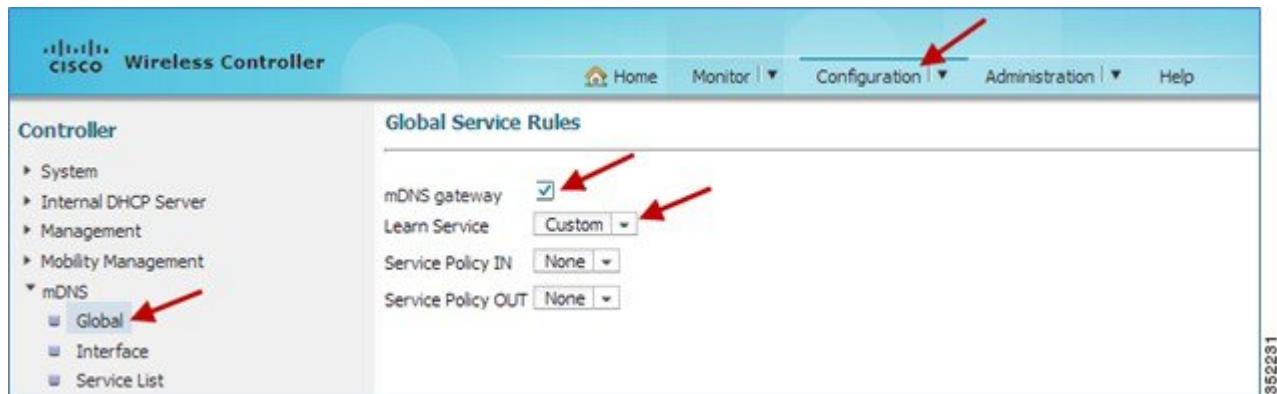 CISCO Wireless Controller
Home Monitor Configuration Administration Help
Controller
System
Internal DHCP Server
Management
Mobility Management
mDNS
Global
Interface
Service List
Global Service Rules
mDNS gateway
Learn Service Custom
Service Policy IN None
Service Policy OUT None
352231